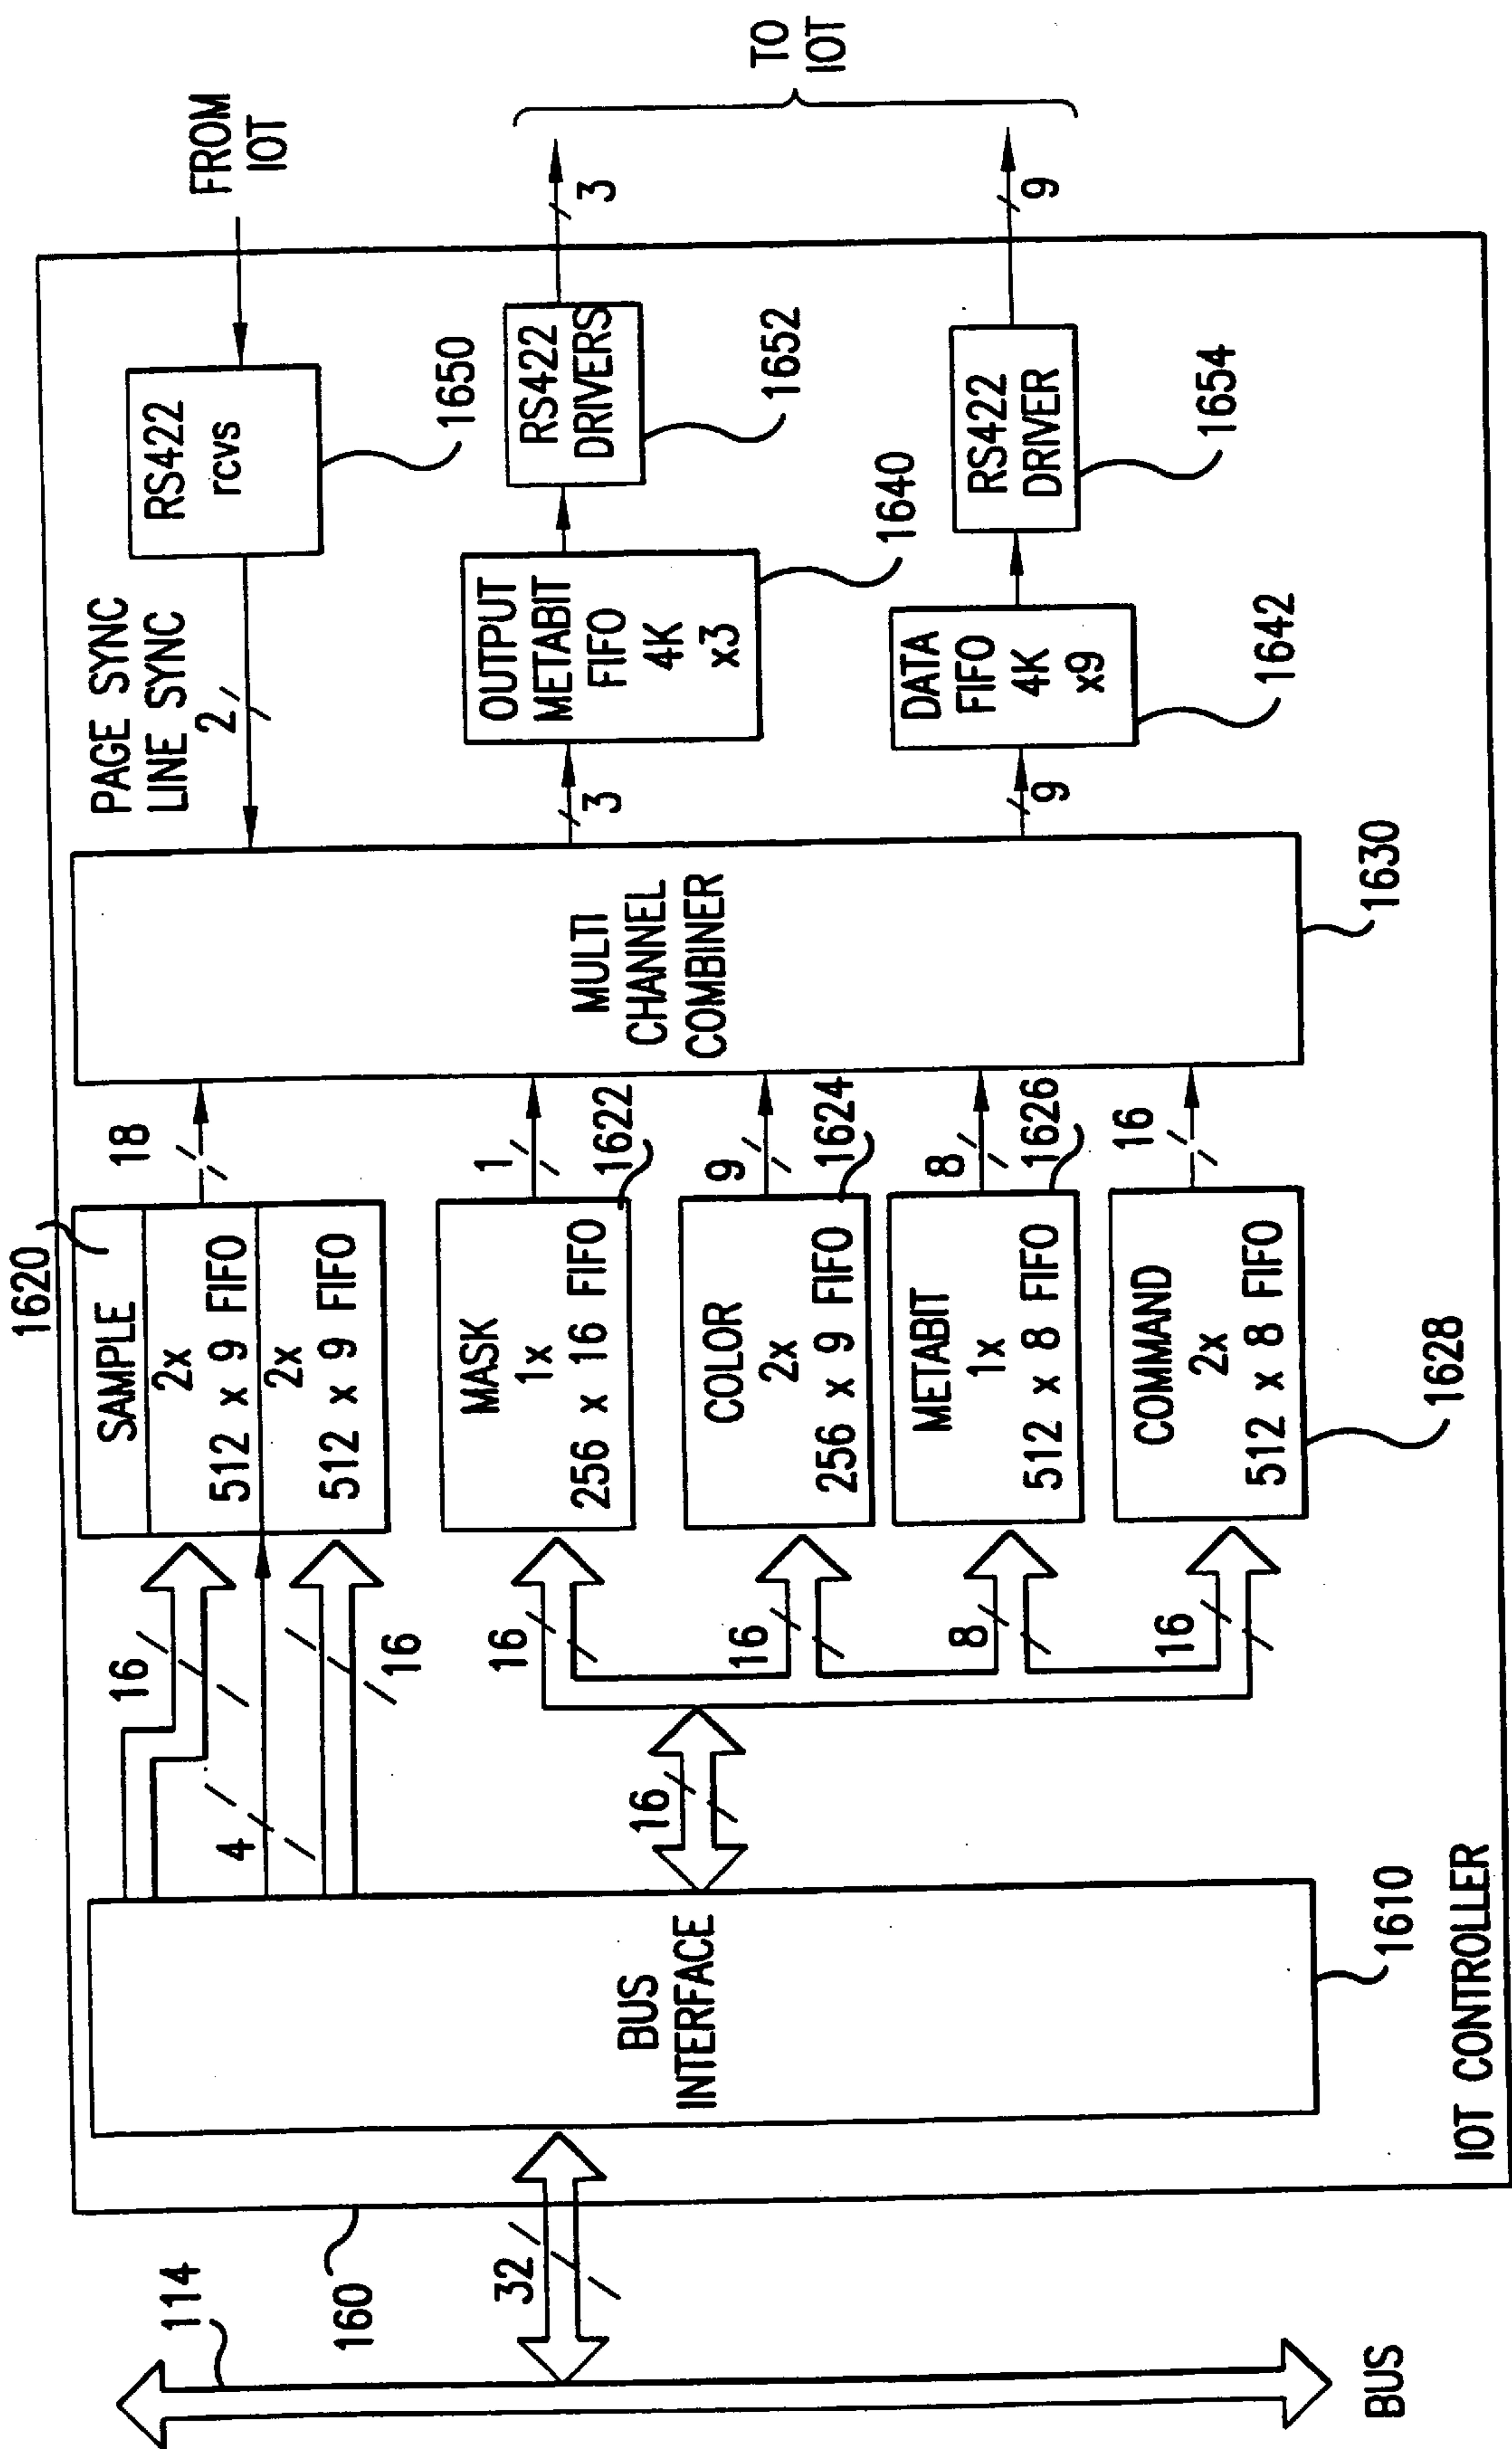 BUS
114
32
160
BUS
INTERFACE
1610
IOT CONTROLLER
16
4
16
16
16
16
8
16
1620
SAMPLE
2x
512 x 9 FIFO
2x
512 x 9 FIFO
MASK
1x
256 x 16 FIFO
1622
COLOR
2x
256 x 9 FIFO
1624
METABIT
1x
512 x 8 FIFO
1626
COMMAND
2x
512 x 8 FIFO
1628
18
1
9
8
16
MULTI
CHANNEL
COMBINER
1630
PAGE SYNC
LINE SYNC
2
3
9
OUTPUT
METABIT
FIFO
4K
x3
1640
DATA
FIFO
4K
x9
1642
RS422
rcvs
1650
RS422
DRIVERS
1652
RS422
DRIVER
1654
FROM
IOT
3
9
TO
IOT